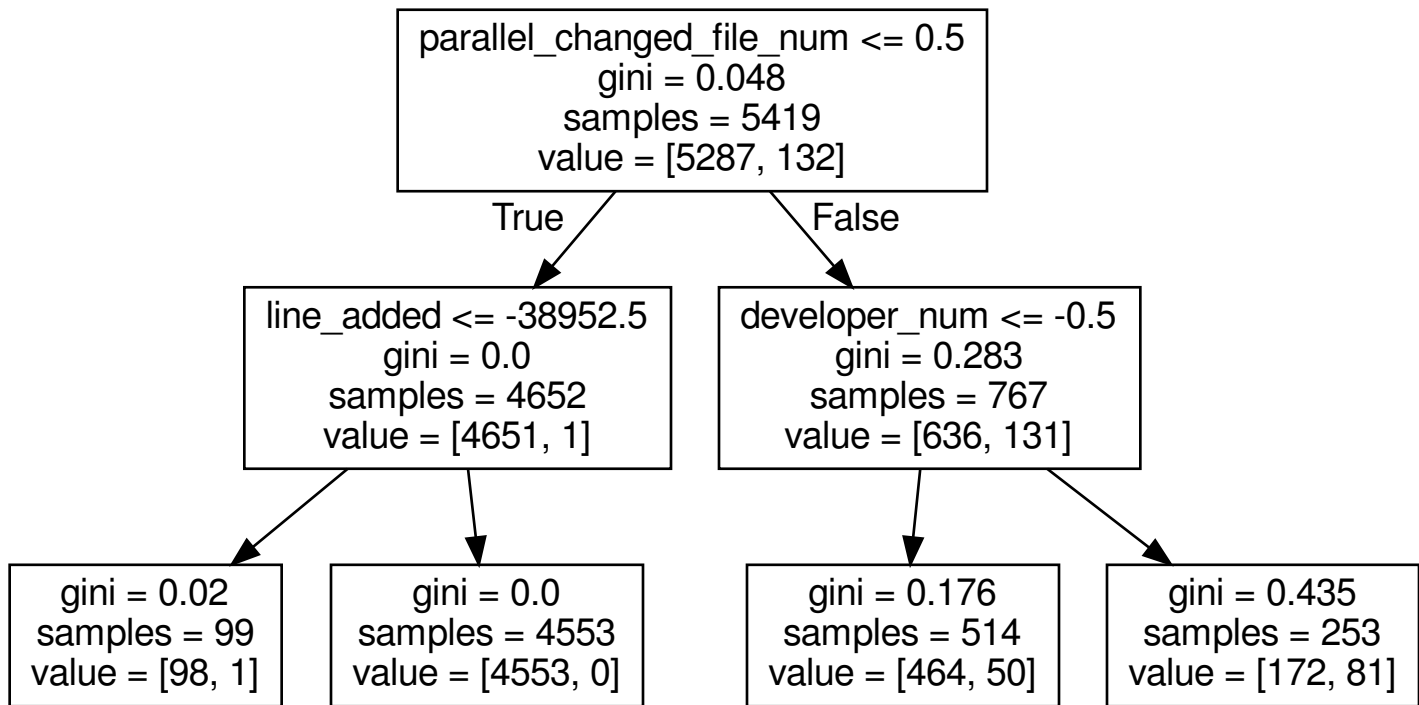 parallel_changed_file_num <= 0.5
gini = 0.048
samples = 5419
value = [5287, 132]
True
False
line_added <= -38952.5
gini = 0.0
samples = 4652
value = [4651, 1]
developer_num <= -0.5
gini = 0.283
samples = 767
value = [636, 131]
gini = 0.02
samples = 99
value = [98, 1]
gini = 0.0
samples = 4553
value = [4553, 0]
gini = 0.176
samples = 514
value = [464, 50]
gini = 0.435
samples = 253
value = [172, 81]